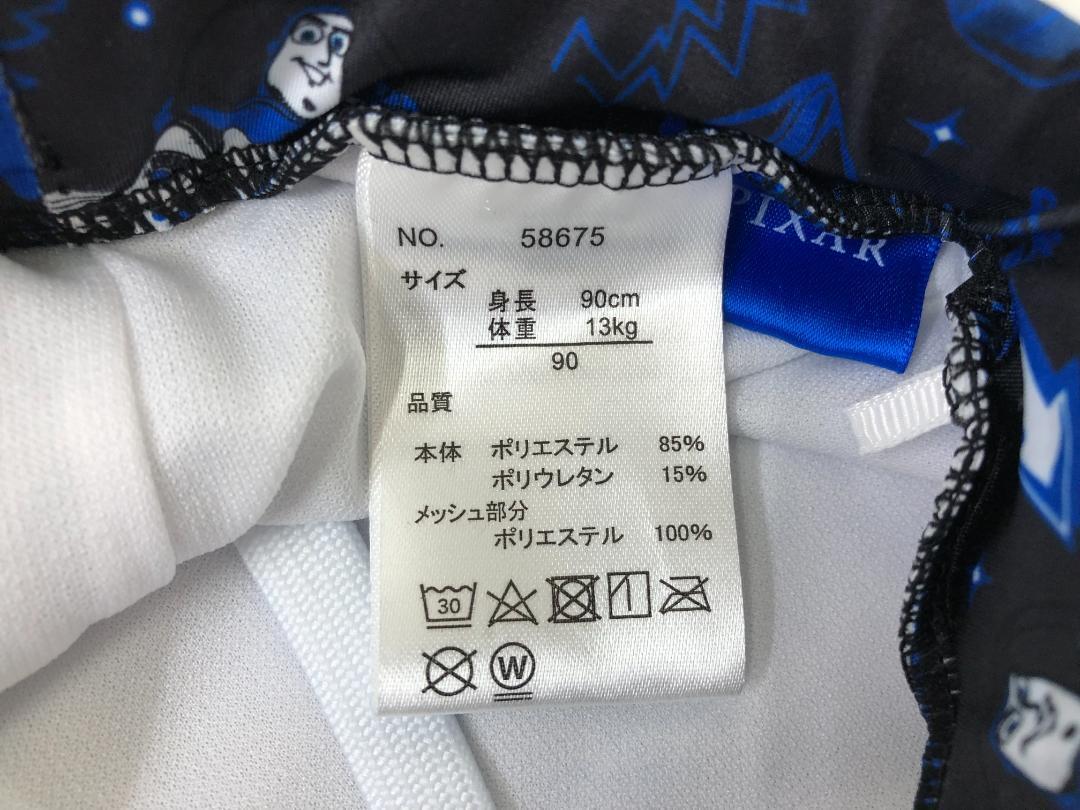 NO. 58675
サイズ
身長 90cm
体重 13kg
90
品質
本体 ポリエステル 85%
ポリウレタン 15%
メッシュ部分
ポリエステル 100%
30
W
PIXAR